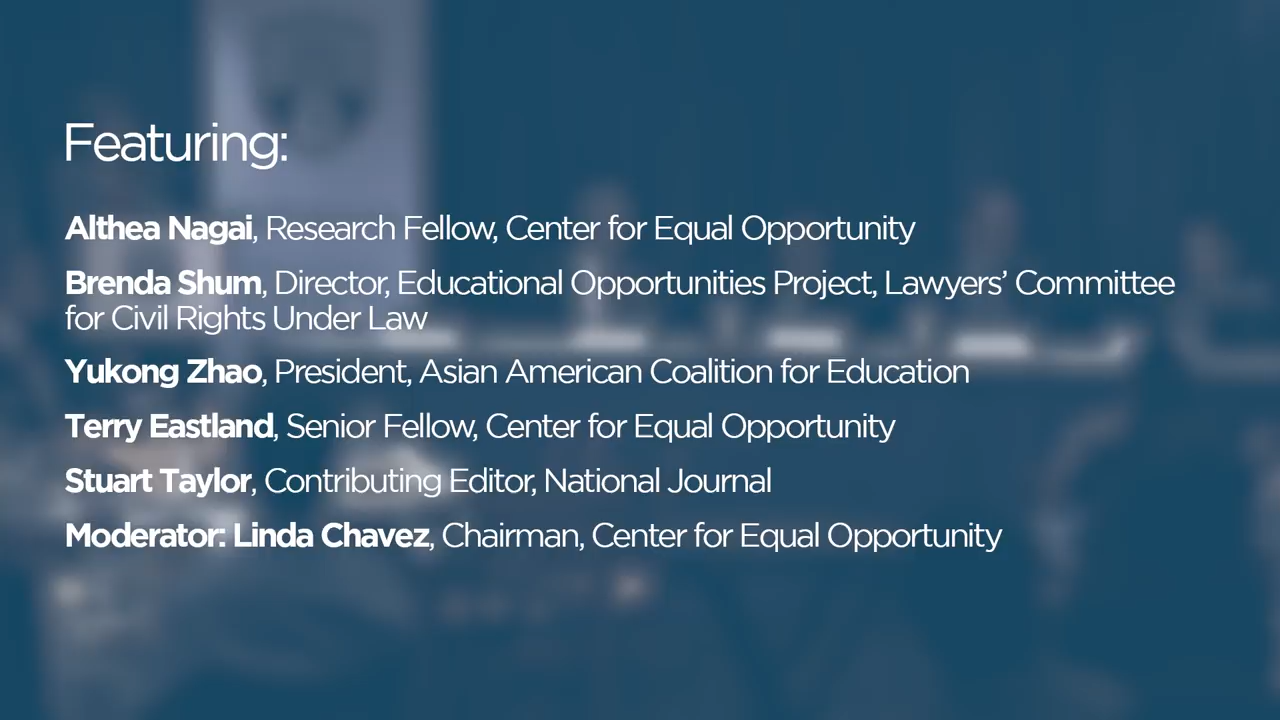 Featuring:
Althea Nagai, Research Fellow, Center for Equal Opportunity
Brenda Shum, Director, Educational Opportunities Project, Lawyers’ Committee
for Civil Rights Under Law
Yukong Zhao, President, Asian American Coalition for Education
Terry Eastland, Senior Fellow, Center for Equal Opportunity
Stuart Taylor, Contributing Editor, National Journal
Moderator: Linda Chavez, Chairman, Center for Equal Opportunity